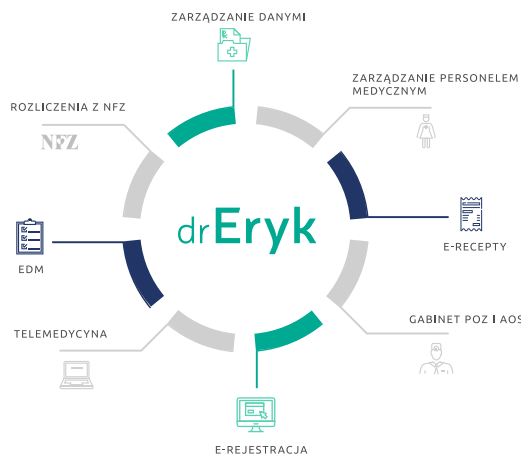 ZARZĄDZANIE DANYMI
ZARZĄDZANIE PERSONELEM
MEDYCZNYM
ROZLICZENIA Z NFZ
NFZ
drEryk
E-RECEPTY
EDM
GABINET POZ I AOS
TELEMEDYCYNA
E-REJESTRACJA